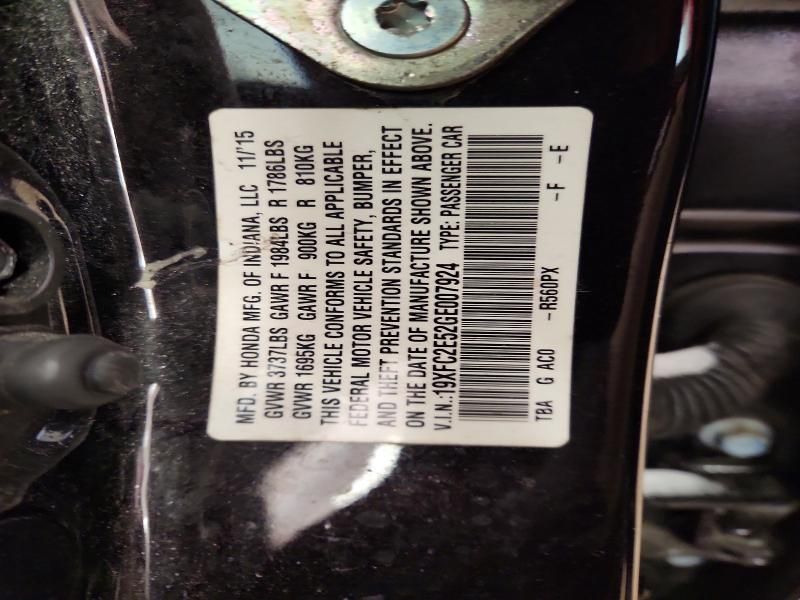 MFD. BY HONDA MFG. OF INDIANA, LLC 11/'15
GVWR 3737LBS GAWR F 1984LBS R 1786LBS
GVWR 1695KG GAWR F 900KG R 810KG
THIS VEHICLE CONFORMS TO ALL APPLICABLE
FEDERAL MOTOR VEHICLE SAFETY, BUMPER,
AND THEFT PREVENTION STANDARDS IN EFFECT
ON THE DATE OF MANUFACTURE SHOWN ABOVE.
V.I.N.:19XFC2E52GE007924 TYPE: PASSENGER CAR
TBA G AC0 -R560PX -F -E